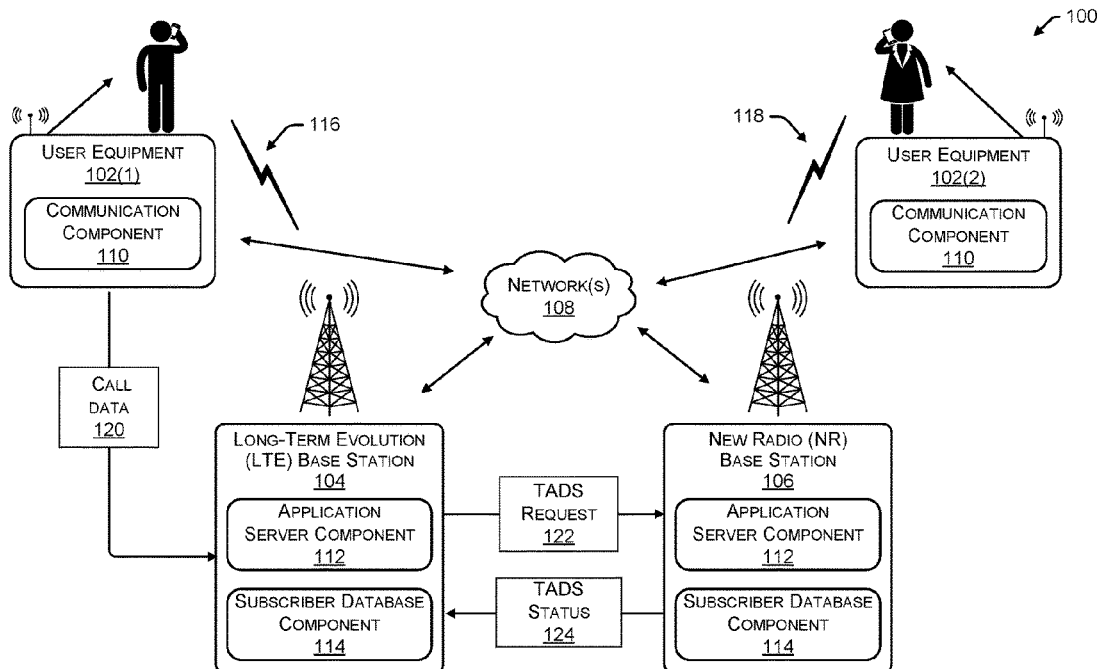 100
116
118
USER EQUIPMENT
102(1)
COMMUNICATION
COMPONENT
110
USER EQUIPMENT
102(2)
COMMUNICATION
COMPONENT
110
NETWORK(S)
108
CALL
DATA
120
LONG-TERM EVOLUTION
(LTE) BASE STATION
104
APPLICATION
SERVER COMPONENT
112
SUBSCRIBER DATABASE
COMPONENT
114
TADS
REQUEST
122
TADS
STATUS
124
NEW RADIO (NR)
BASE STATION
106
APPLICATION
SERVER COMPONENT
112
SUBSCRIBER DATABASE
COMPONENT
114